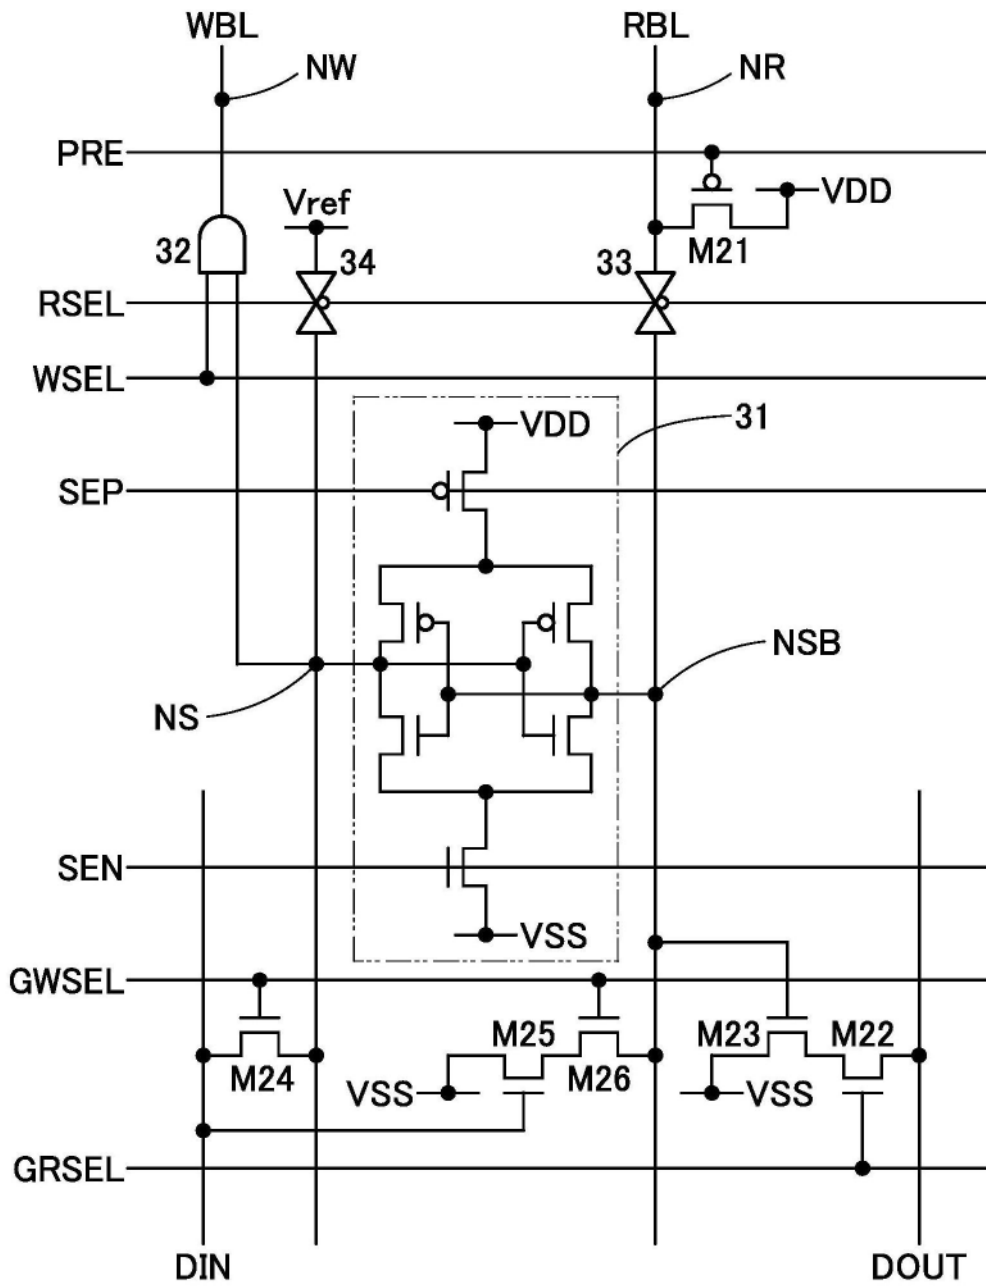 WBL RBL
NW NR
PRE
Vref VDD
32 34 33 M21
RSEL
WSEL
VDD 31
SEP
NSB
NS
SEN
VSS
GWSEL
M25 M23 M22
M24 M26
VSS VSS
GRSEL
DIN DOUT